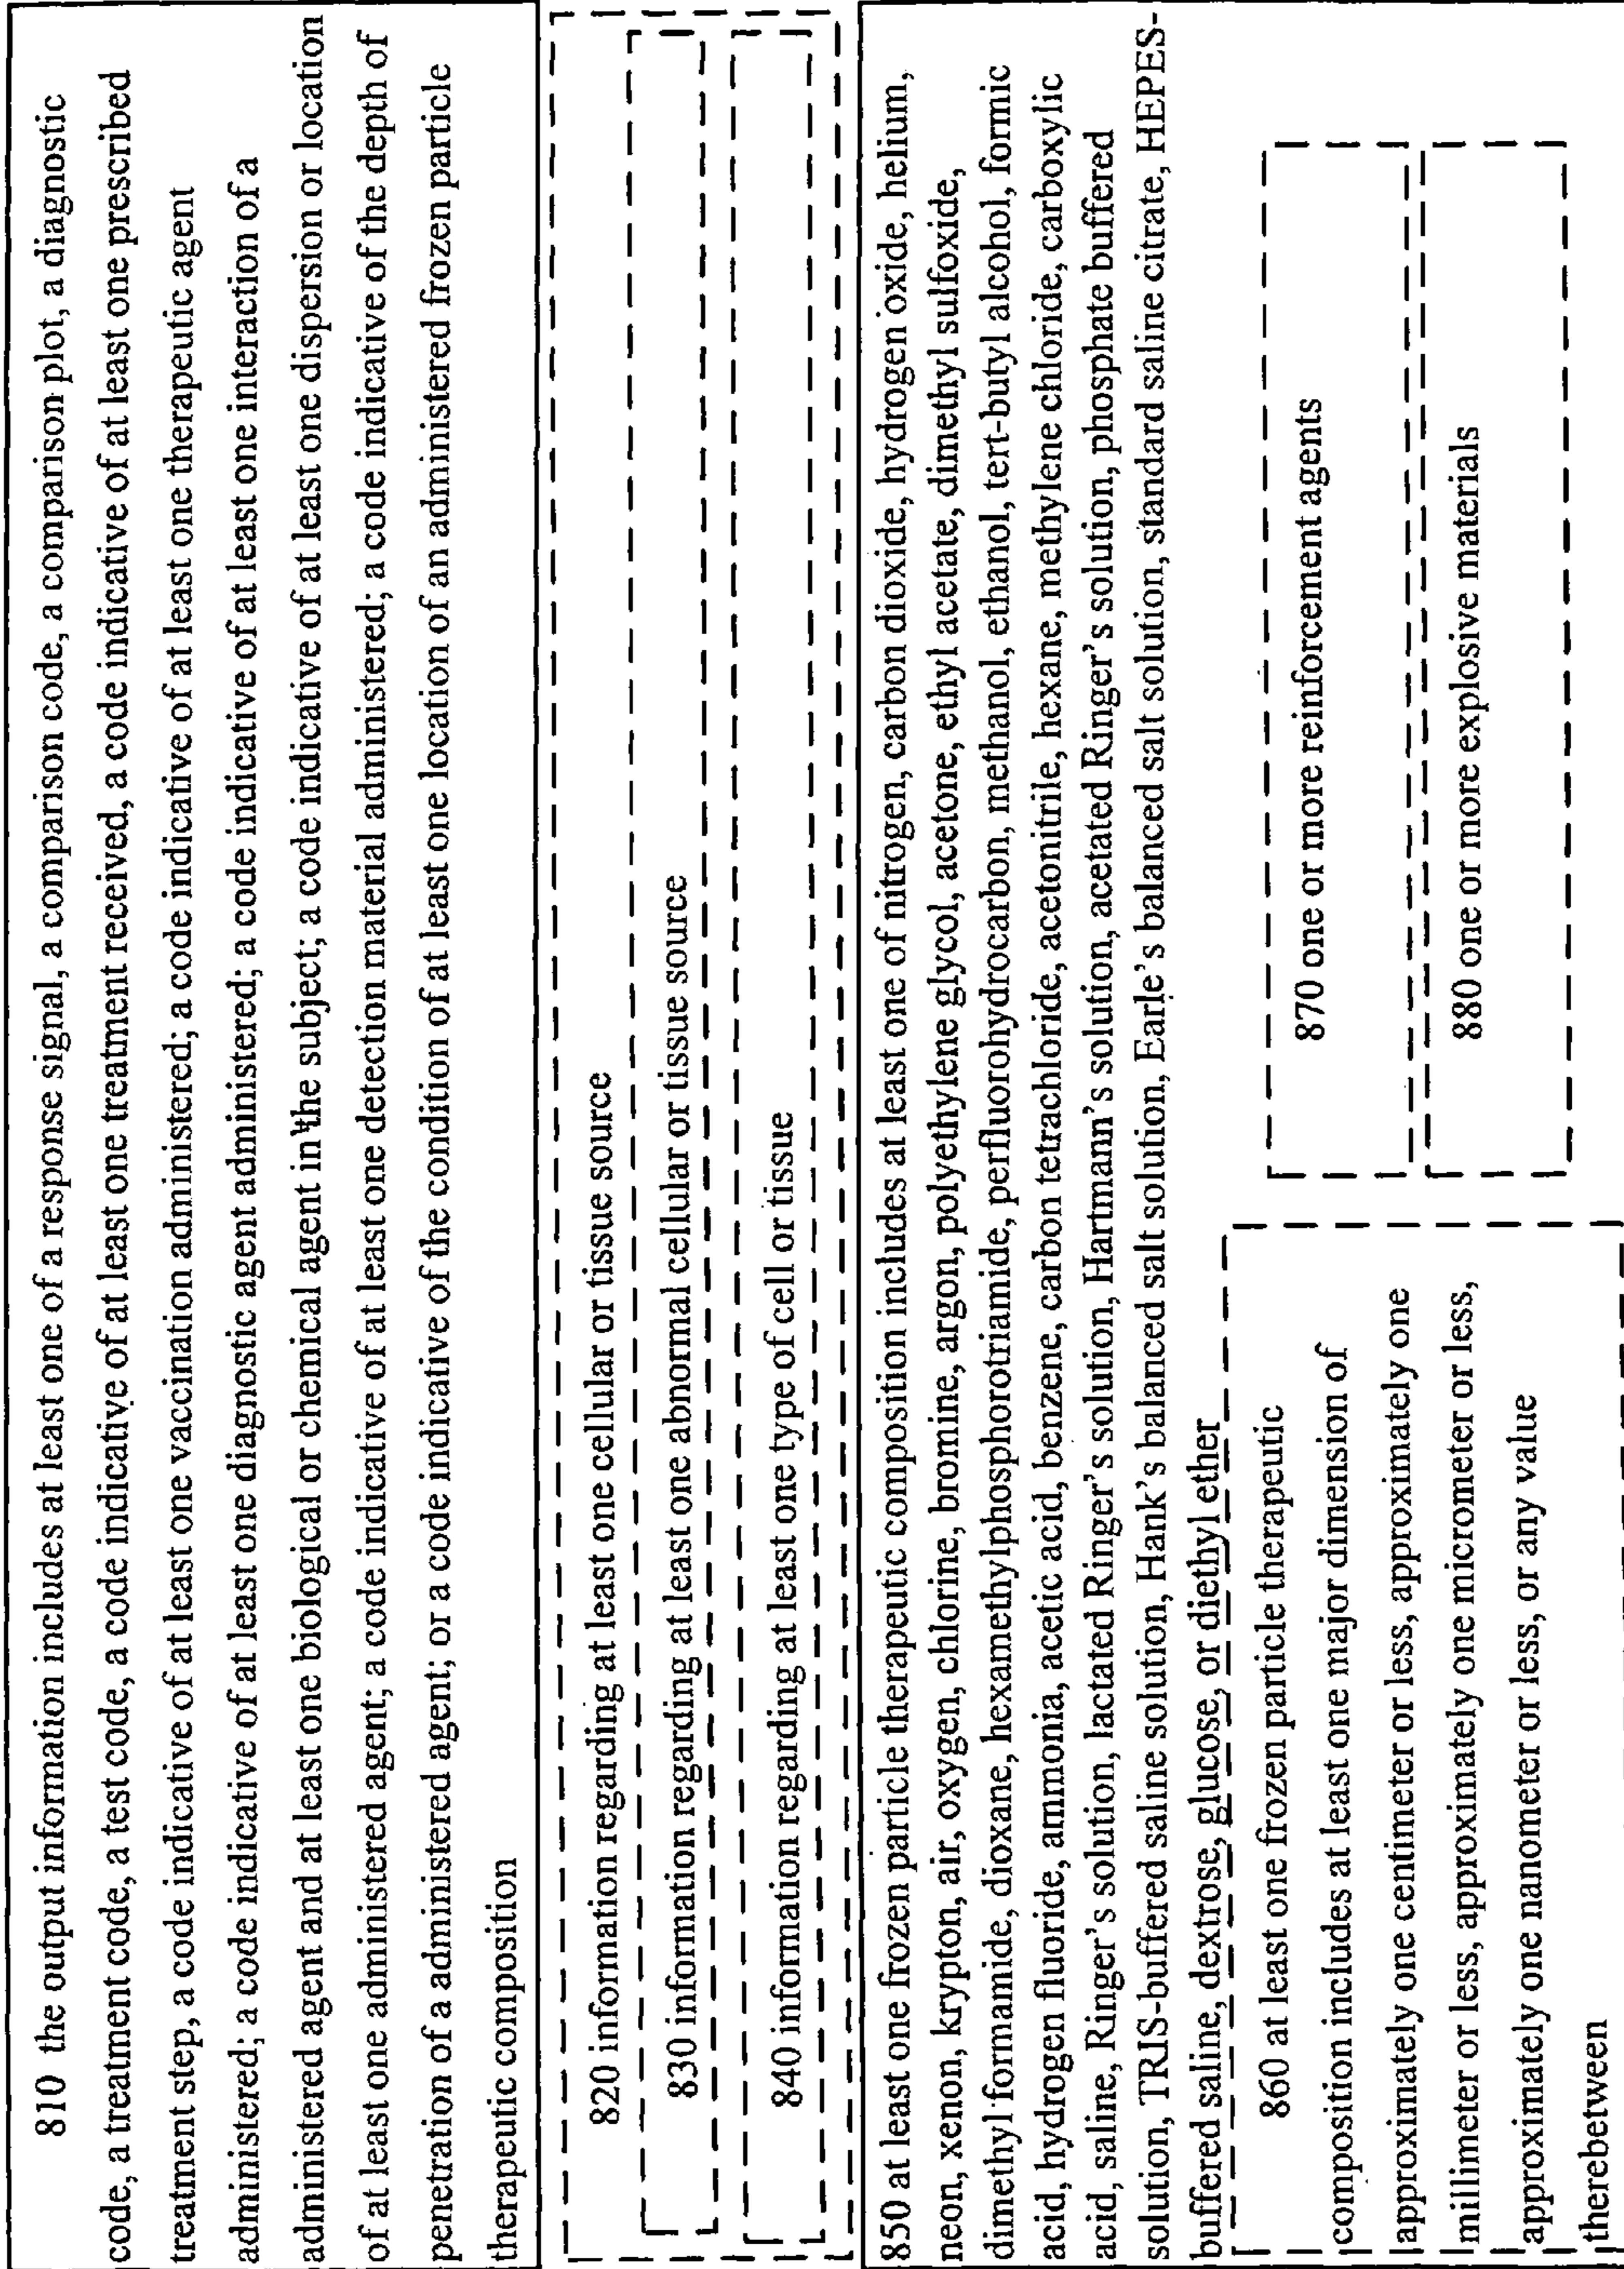 810 the output information includes at least one of a response signal, a comparison code, a comparison plot, a diagnostic
code, a treatment code, a test code, a code indicative of at least one treatment received, a code indicative of at least one prescribed
treatment step, a code indicative of at least one vaccination administered; a code indicative of at least one therapeutic agent
administered; a code indicative of at least one diagnostic agent administered; a code indicative of at least one interaction of a
administered agent and at least one biological or chemical agent in the subject; a code indicative of at least one dispersion or location
of at least one administered agent; a code indicative of at least one detection material administered; a code indicative of the depth of
penetration of a administered agent; or a code indicative of the condition of at least one location of an administered frozen particle
therapeutic composition
820 information regarding at least one cellular or tissue source
830 information regarding at least one abnormal cellular or tissue source
840 information regarding at least one type of cell or tissue
850 at least one frozen particle therapeutic composition includes at least one of nitrogen, carbon dioxide, hydrogen oxide, helium,
neon, xenon, krypton, air, oxygen, chlorine, bromine, argon, polyethylene glycol, acetone, ethyl acetate, dimethyl sulfoxide,
dimethyl formamide, dioxane, hexamethylphosphorotriamide, perfluorohydrocarbon, methanol, ethanol, tert-butyl alcohol, formic
acid, hydrogen fluoride, ammonia, acetic acid, benzene, carbon tetrachloride, acetonitrile, hexane, methylene chloride, carboxylic
acid, saline, Ringer's solution, lactated Ringer's solution, Hartmann's solution, acetated Ringer's solution, phosphate buffered
solution, TRIS-buffered saline solution, Hank's balanced salt solution, Earle's balanced salt solution, standard saline citrate, HEPES-
buffered saline, dextrose, glucose, or diethyl ether
860 at least one frozen particle therapeutic
composition includes at least one major dimension of
approximately one centimeter or less, approximately one
millimeter or less, approximately one micrometer or less,
approximately one nanometer or less, or any value
therebetween
870 one or more reinforcement agents
880 one or more explosive materials